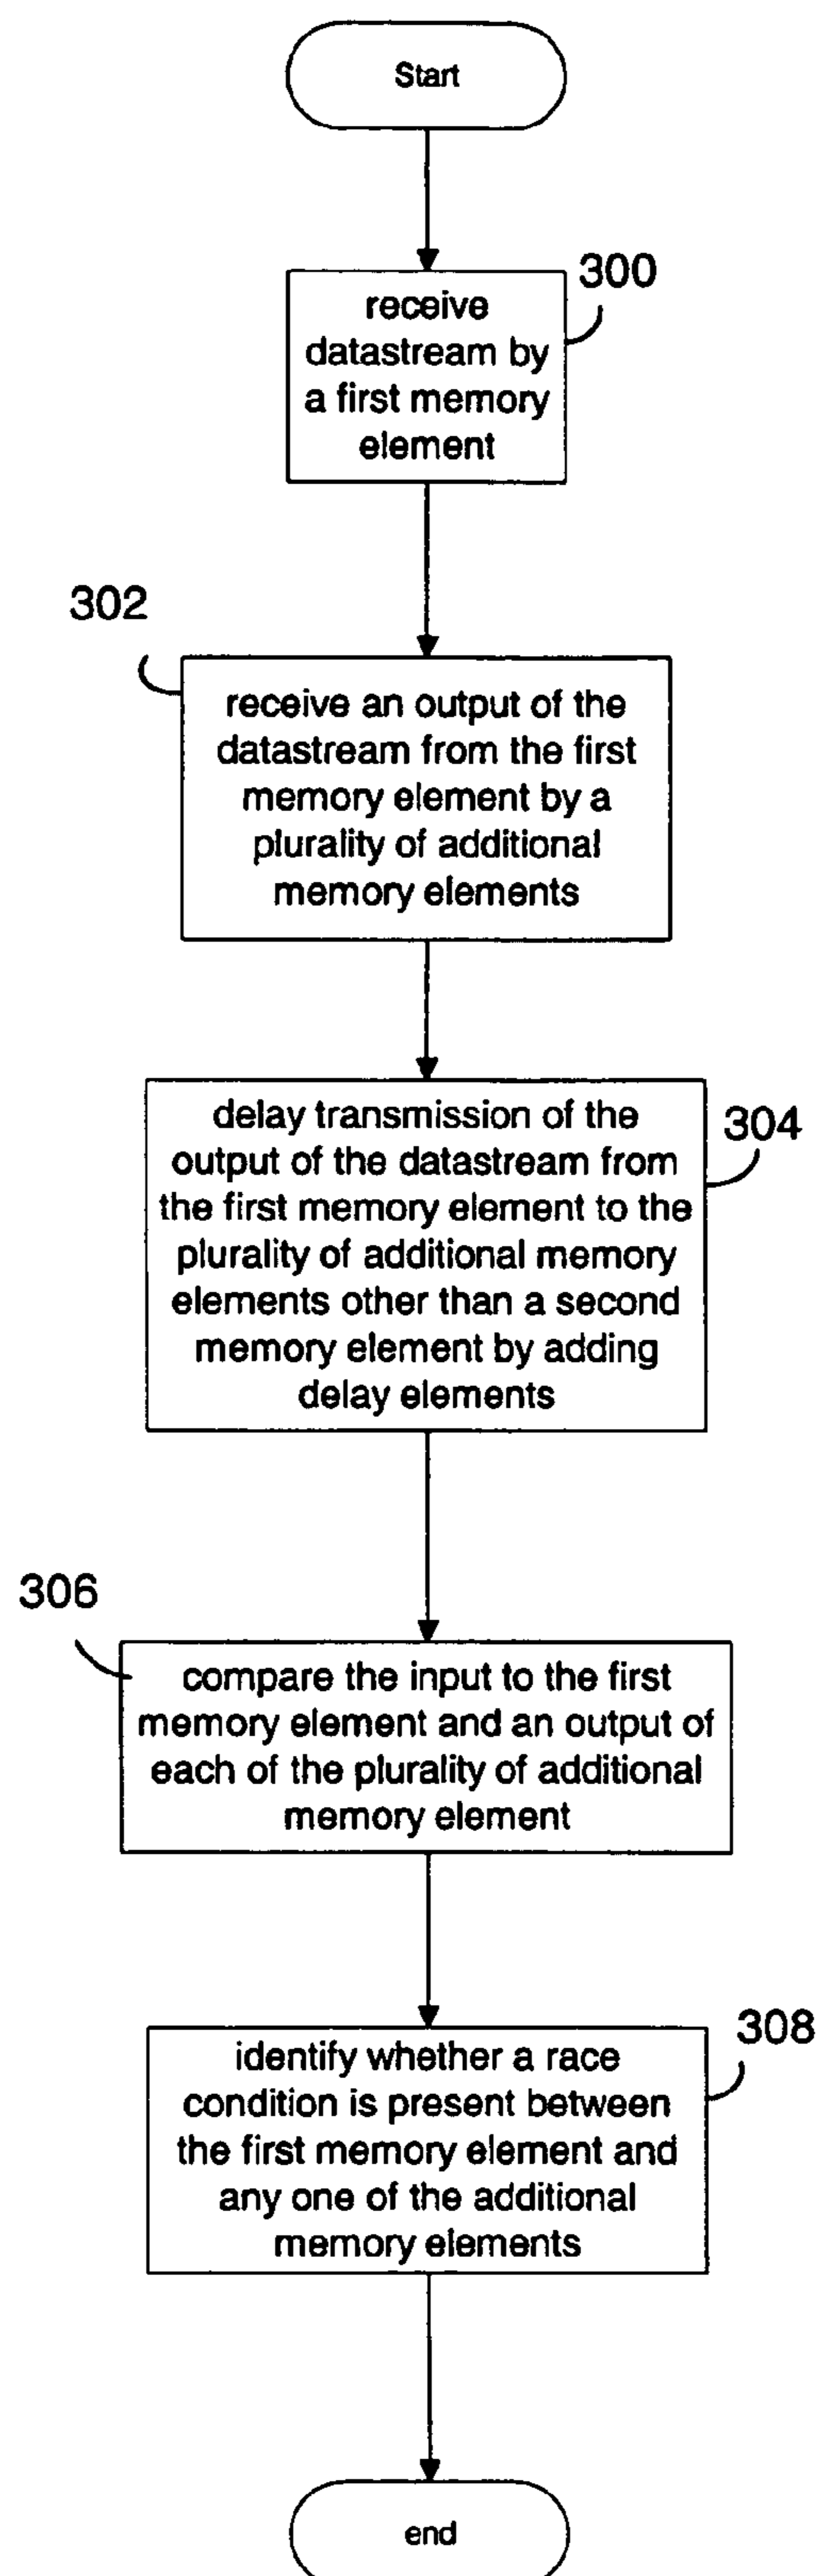 Start
300
receive
datastream by
a first memory
element
302
receive an output of the
datastream from the first
memory element by a
plurality of additional
memory elements
304
delay transmission of the
output of the datastream from
the first memory element to the
plurality of additional memory
elements other than a second
memory element by adding
delay elements
306
compare the input to the first
memory element and an output of
each of the plurality of additional
memory element
308
identify whether a race
condition is present between
the first memory element and
any one of the additional
memory elements
end